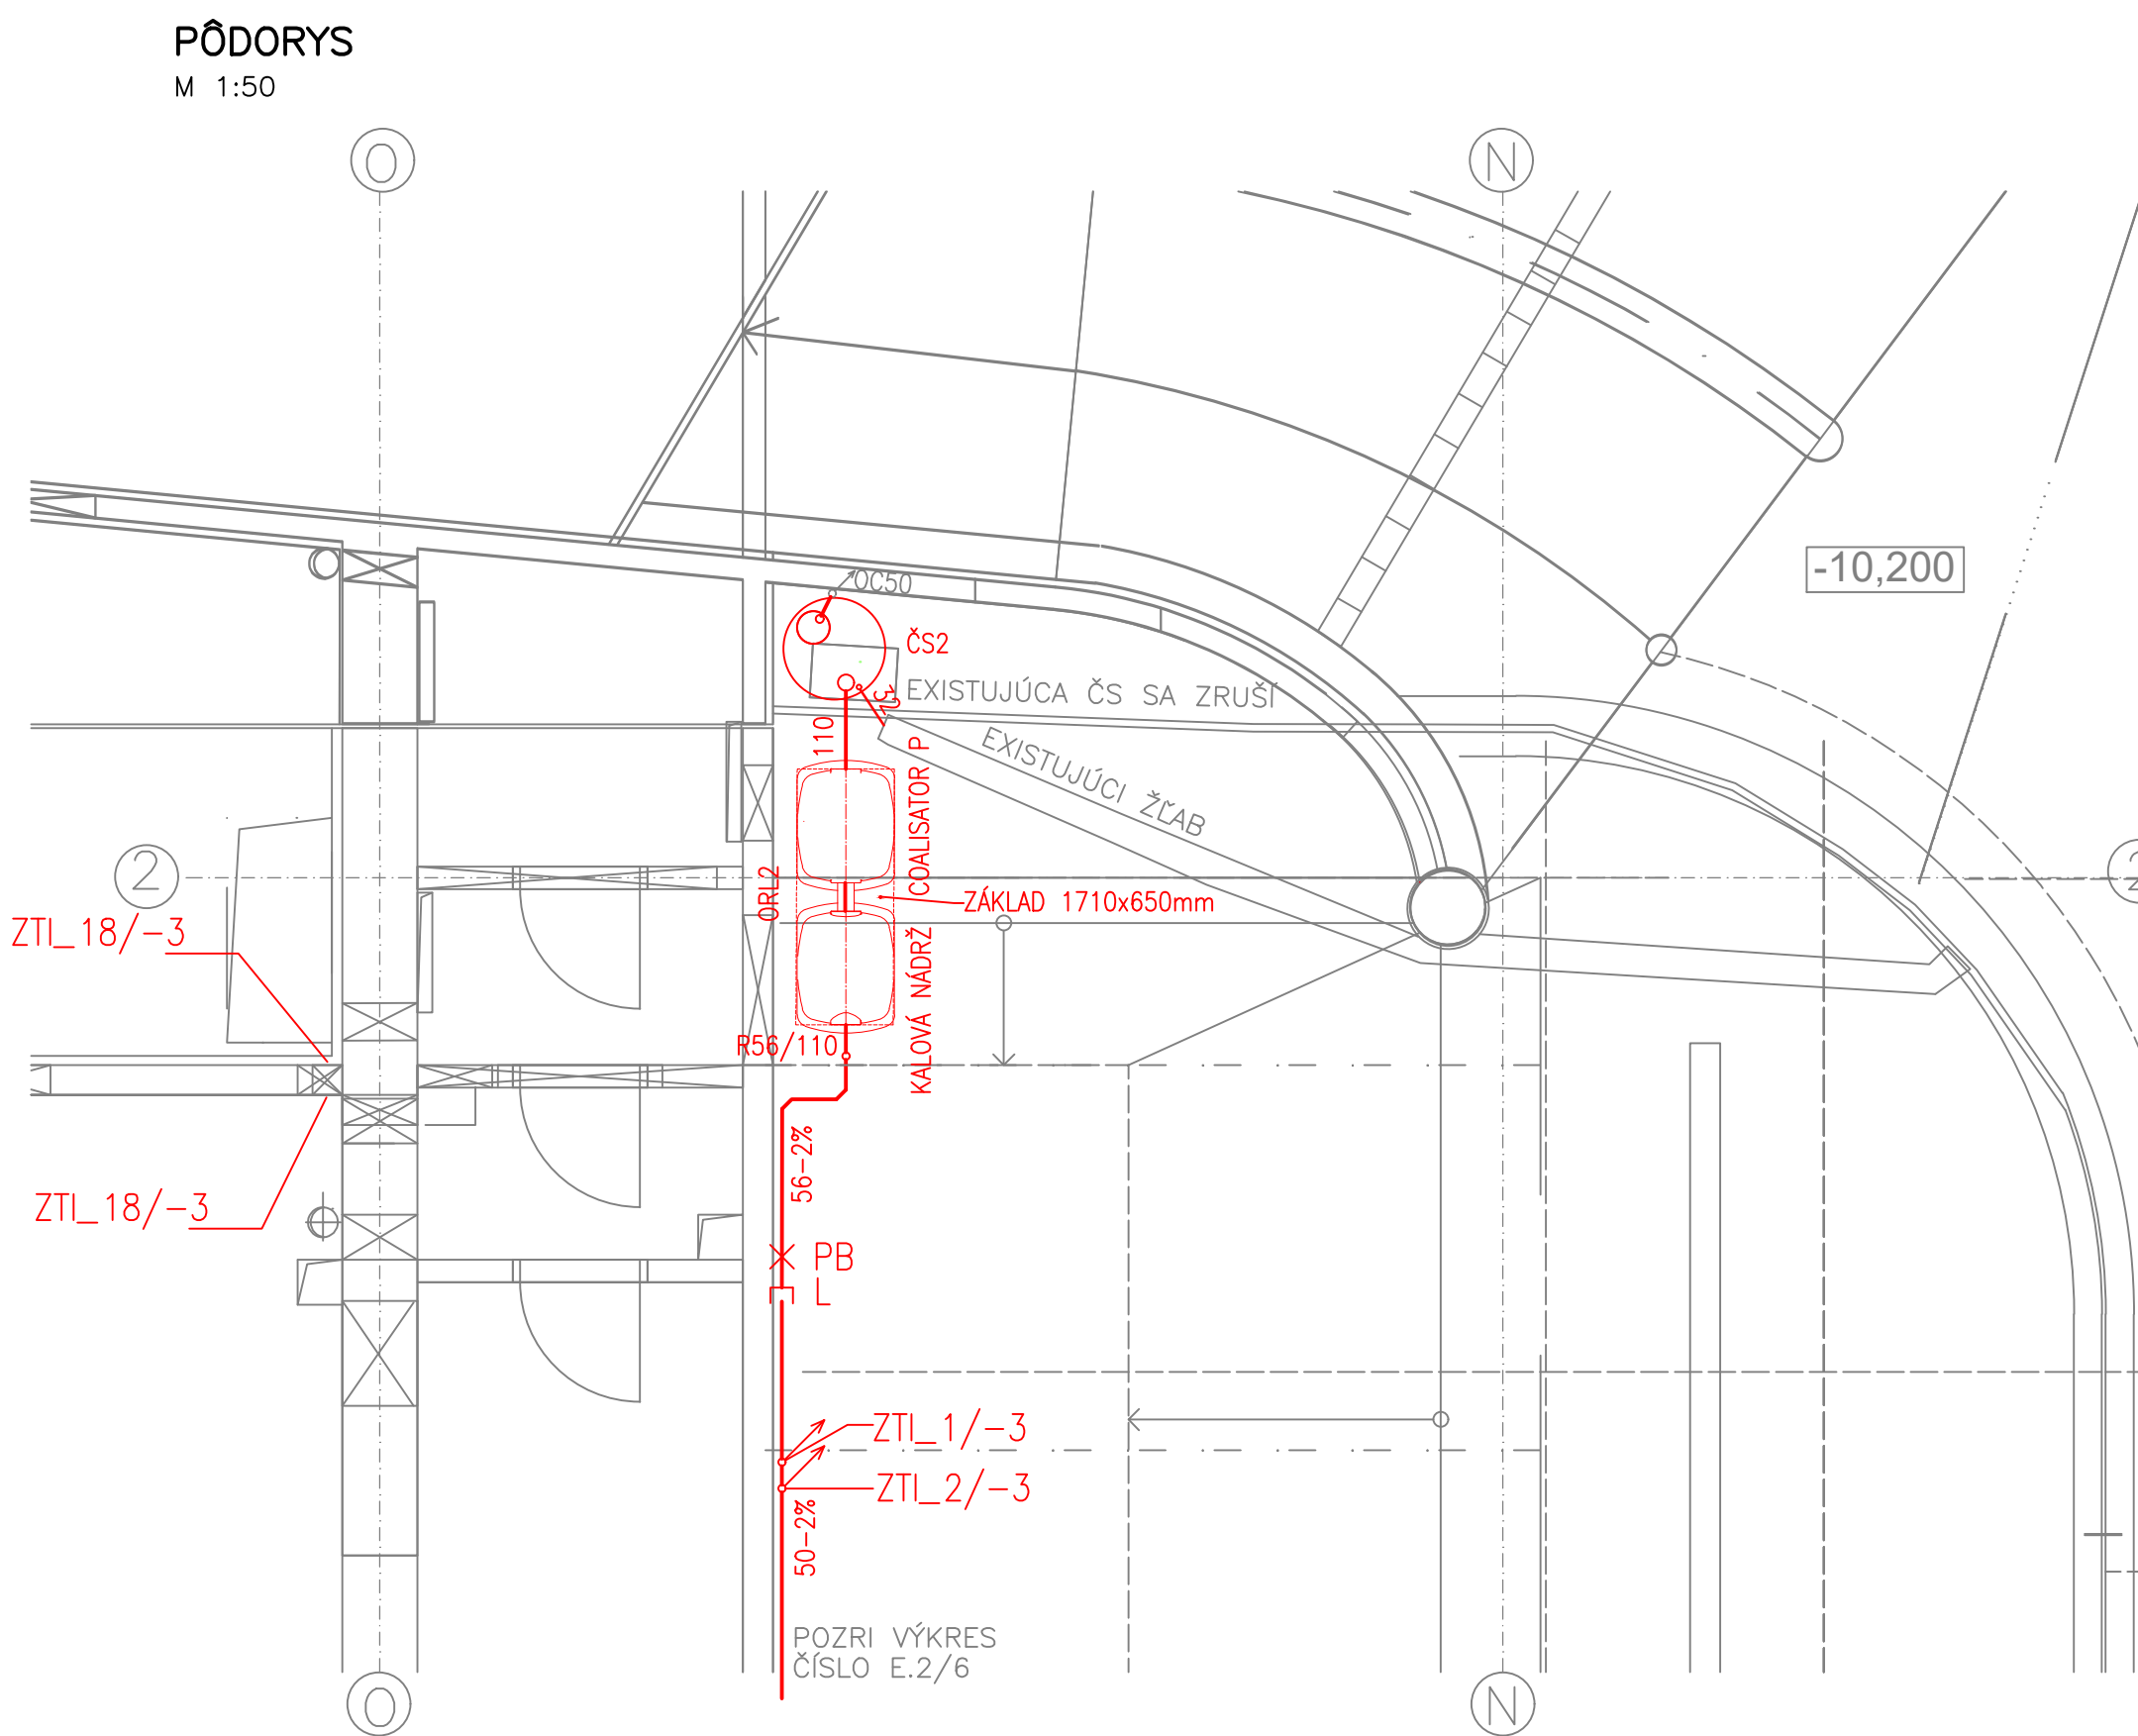 PÔDORYS
M 1:50
O
N
-10,200
OC50
ČS2
EXISTUJÚCA ČS SA ZRUŠÍ
32
110
EXISTUJÚCI ŽĽAB
COALISATOR P
2
2
ORL2
ZÁKLAD 1710x650mm
ZTI_18/-3
KALOVÁ NÁDRŽ
R56/110
56-2%
ZTI_18/-3
PB
L
ZTI_1/-3
ZTI_2/-3
50-2%
POZRI VÝKRES
ČÍSLO E.2/6
O
N